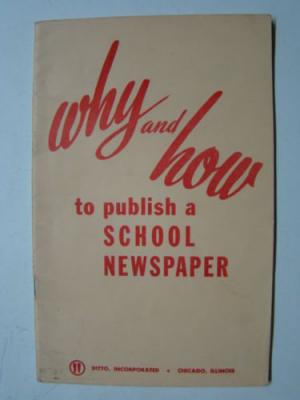 why and
how
to publish a
SCHOOL
NEWSPAPER
DITTO, INCORPORATED • CHICAGO, ILLINOIS